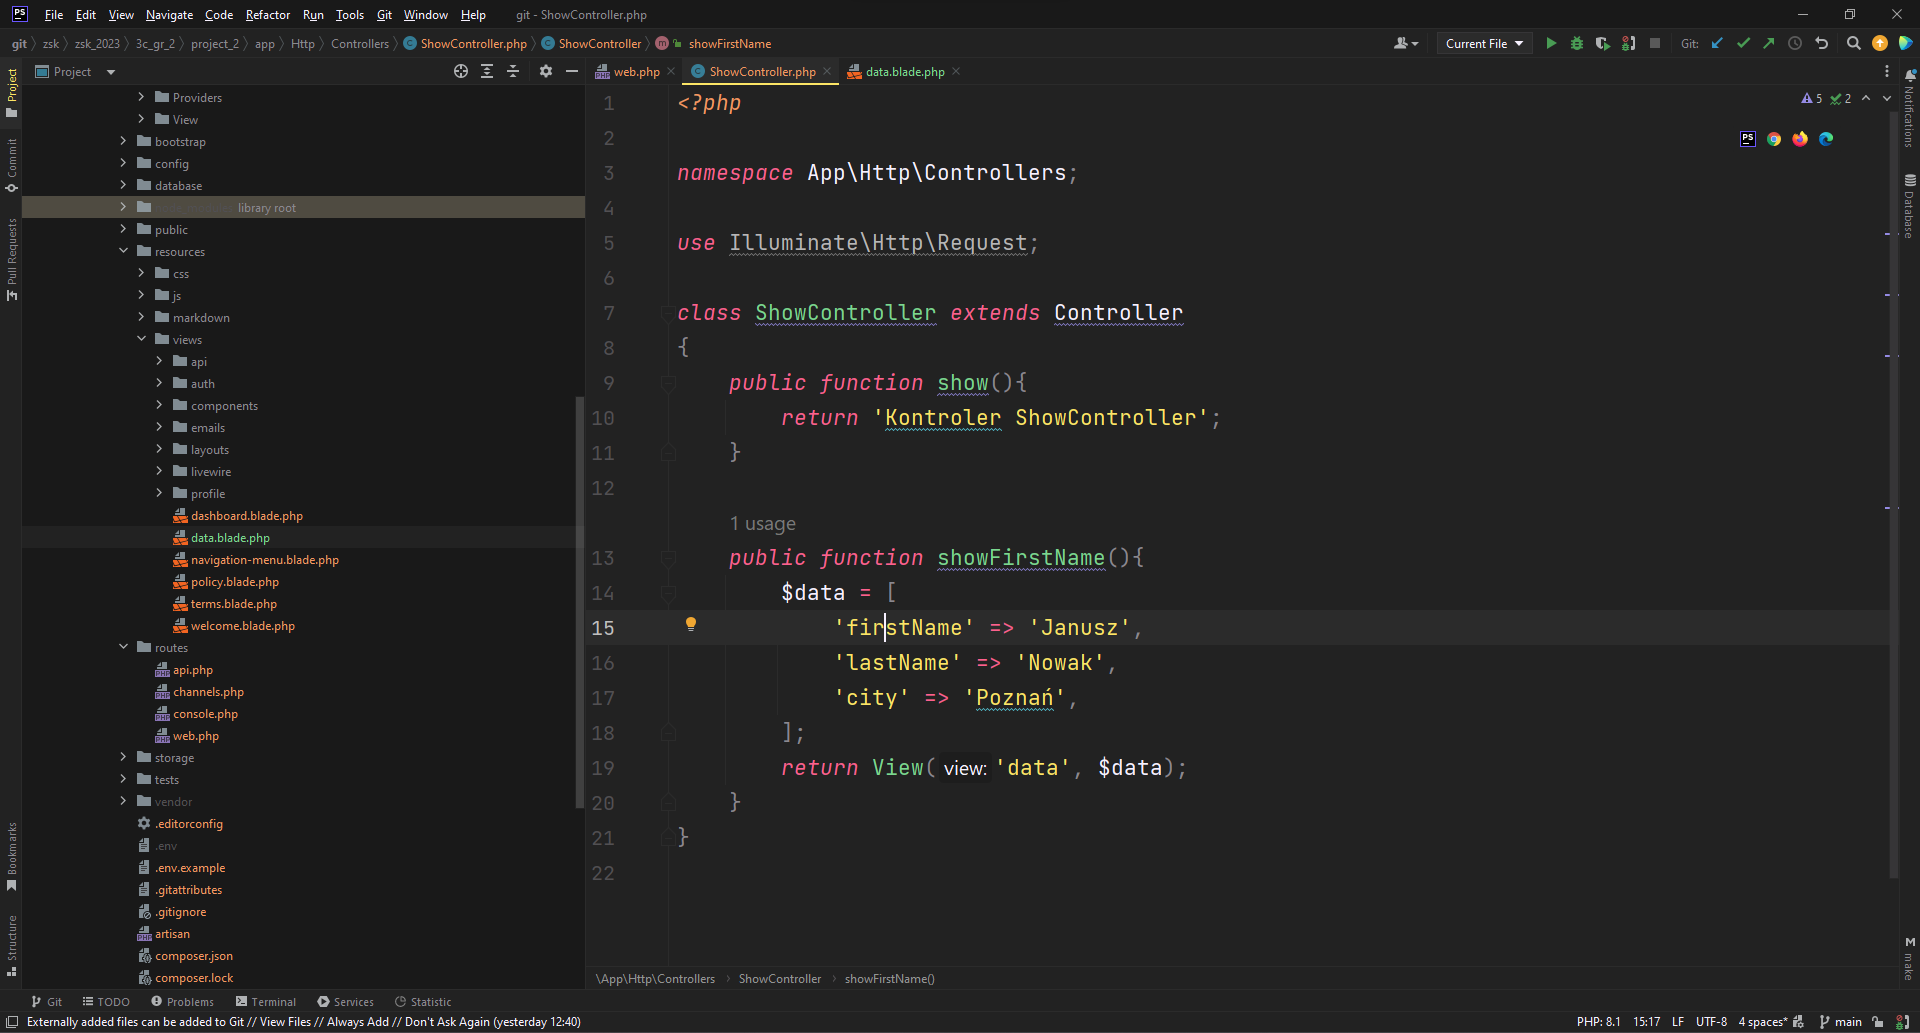 PS File Edit View Navigate Code Refactor Run Tools Git Window Help git - ShowController.php
git zsk zsk_2023 3c_gr_2 project_2 app Http Controllers ShowController.php ShowController showFirstName Current File Git:
Project
web.php ShowController.php data.blade.php
Project
Commit
Pull Requests
Bookmarks
Structure
Providers
View
bootstrap
config
database
library root
public
resources
css
js
markdown
views
api
auth
components
emails
layouts
livewire
profile
dashboard.blade.php
data.blade.php
navigation-menu.blade.php
policy.blade.php
terms.blade.php
welcome.blade.php
routes
api.php
channels.php
console.php
web.php
storage
tests
vendor
.editorconfig
.env
.env.example
.gitattributes
.gitignore
artisan
composer.json
composer.lock
5 2
1 <?php
2
3 namespace App\Http\Controllers;
4
5 use Illuminate\Http\Request;
6
7 class ShowController extends Controller
8 {
9 public function show(){
10 return 'Kontroler ShowController';
11 }
12
1 usage
13 public function showFirstName(){
14 $data = [
15 'firstName' => 'Janusz',
16 'lastName' => 'Nowak',
17 'city' => 'Poznań',
18 ];
19 return View( view: 'data', $data);
20 }
21 }
22
Notifications
Database
M make
\App\Http\Controllers ShowController showFirstName()
Git TODO Problems Terminal Services Statistic
Externally added files can be added to Git // View Files // Always Add // Don't Ask Again (yesterday 12:40) PHP: 8.1 15:17 LF UTF-8 4 spaces* main